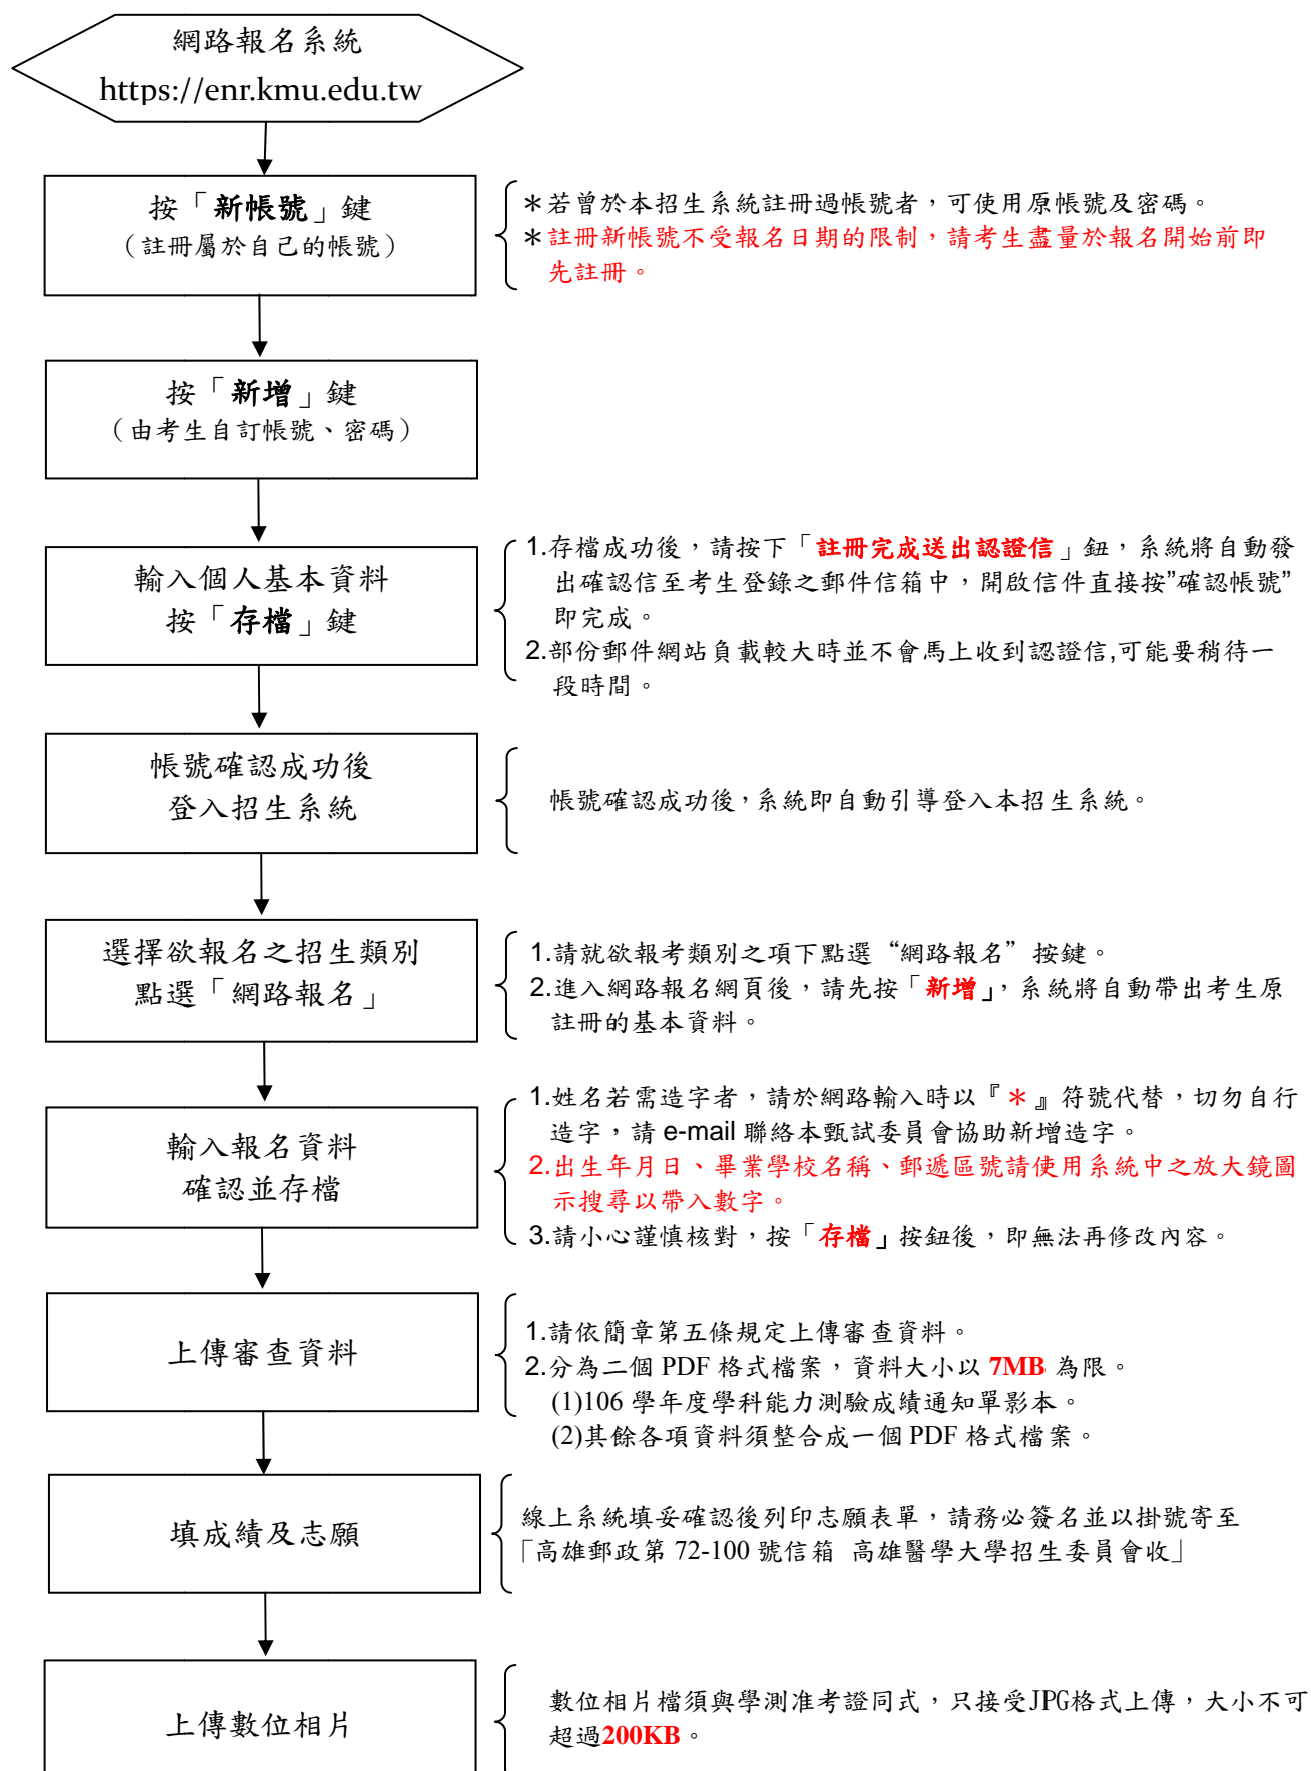 網路報名系統
https://enr.kmu.edu.tw
按「新帳號」鍵
（註冊屬於自己的帳號）
＊若曾於本招生系統註冊過帳號者，可使用原帳號及密碼。
＊註冊新帳號不受報名日期的限制，請考生盡量於報名開始前即
先註冊。
按「新增」鍵
（由考生自訂帳號、密碼）
輸入個人基本資料
按「存檔」鍵
1.存檔成功後，請按下「註冊完成送出認證信」鈕，系統將自動發
出確認信至考生登錄之郵件信箱中，開啟信件直接按”確認帳號”
即完成。
2.部份郵件網站負載較大時並不會馬上收到認證信,可能要稍待一
段時間。
帳號確認成功後
登入招生系統
帳號確認成功後，系統即自動引導登入本招生系統。
選擇欲報名之招生類別
點選「網路報名」
1.請就欲報考類別之項下點選“網路報名”按鍵。
2.進入網路報名網頁後，請先按「新增」，系統將自動帶出考生原
註冊的基本資料。
輸入報名資料
確認並存檔
1.姓名若需造字者，請於網路輸入時以『＊』符號代替，切勿自行
造字，請 e-mail 聯絡本甄試委員會協助新增造字。
2.出生年月日、畢業學校名稱、郵遞區號請使用系統中之放大鏡圖
示搜尋以帶入數字。
3.請小心謹慎核對，按「存檔」按鈕後，即無法再修改內容。
上傳審查資料
1.請依簡章第五條規定上傳審查資料。
2.分為二個 PDF 格式檔案，資料大小以 7MB 為限。
(1)106 學年度學科能力測驗成績通知單影本。
(2)其餘各項資料須整合成一個 PDF 格式檔案。
填成績及志願
線上系統填妥確認後列印志願表單，請務必簽名並以掛號寄至
「高雄郵政第 72-100 號信箱 高雄醫學大學招生委員會收」
上傳數位相片
數位相片檔須與學測准考證同式，只接受JPG格式上傳，大小不可
超過200KB。